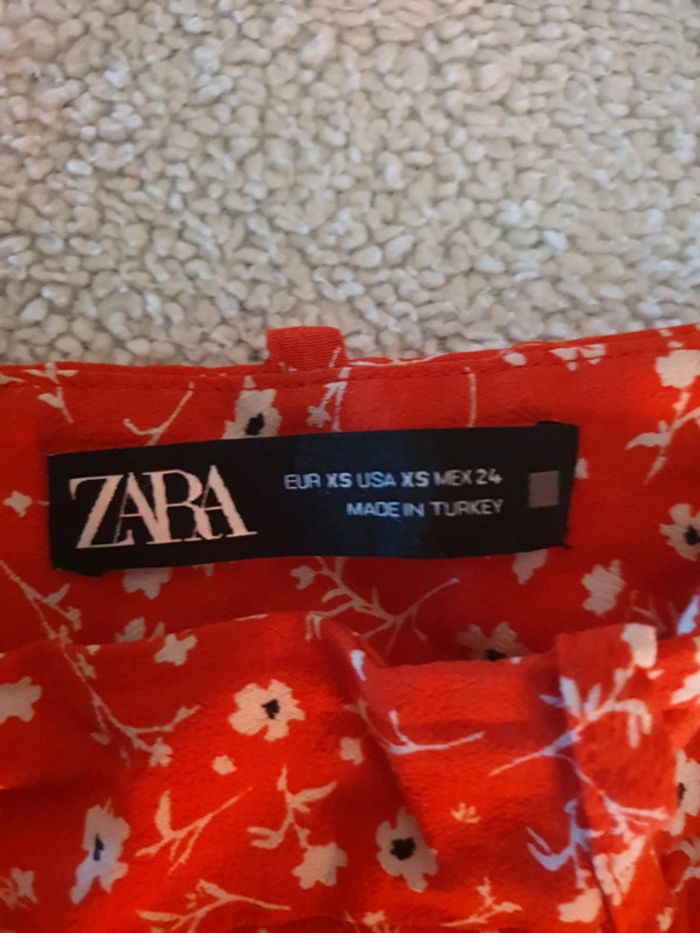 ZARA
EUR XS USA XS MEX 24
MADE IN TURKEY